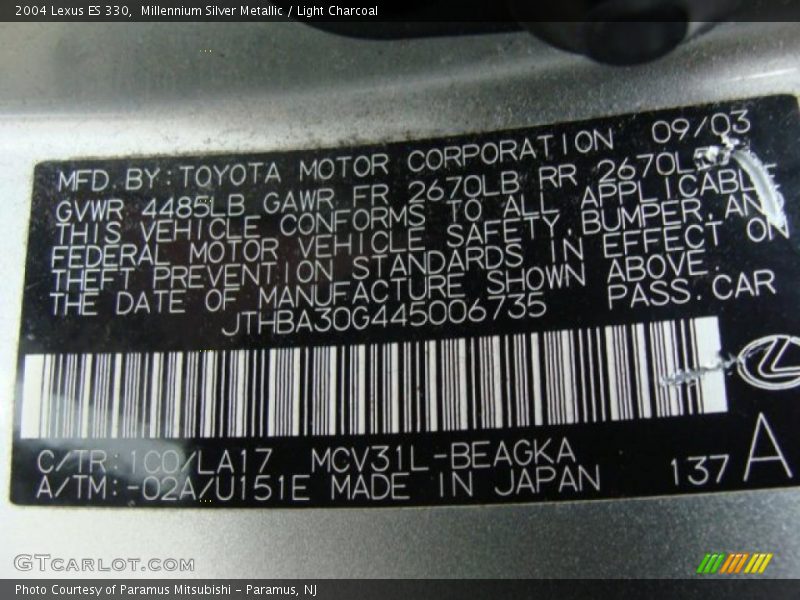 2004 Lexus ES 330, Millennium Silver Metallic / Light Charcoal
MFD. BY: TOYOTA MOTOR CORPORATION 09/03
GVWR 4485LB GAWR FR 2670LB RR 2670L
THIS VEHICLE CONFORMS TO ALL APPLICABLE
FEDERAL MOTOR VEHICLE SAFETY, BUMPER, AN
THEFT PREVENTION STANDARDS IN EFFECT ON
THE DATE OF MANUFACTURE SHOWN ABOVE.
JTHBA30G445006735 PASS. CAR
C/TR: 1C0/LA17 MCV31L-BEAGKA
A/TM: -02A/U151E MADE IN JAPAN 137 A
GTCARLOT.COM
Photo Courtesy of Paramus Mitsubishi - Paramus, NJ